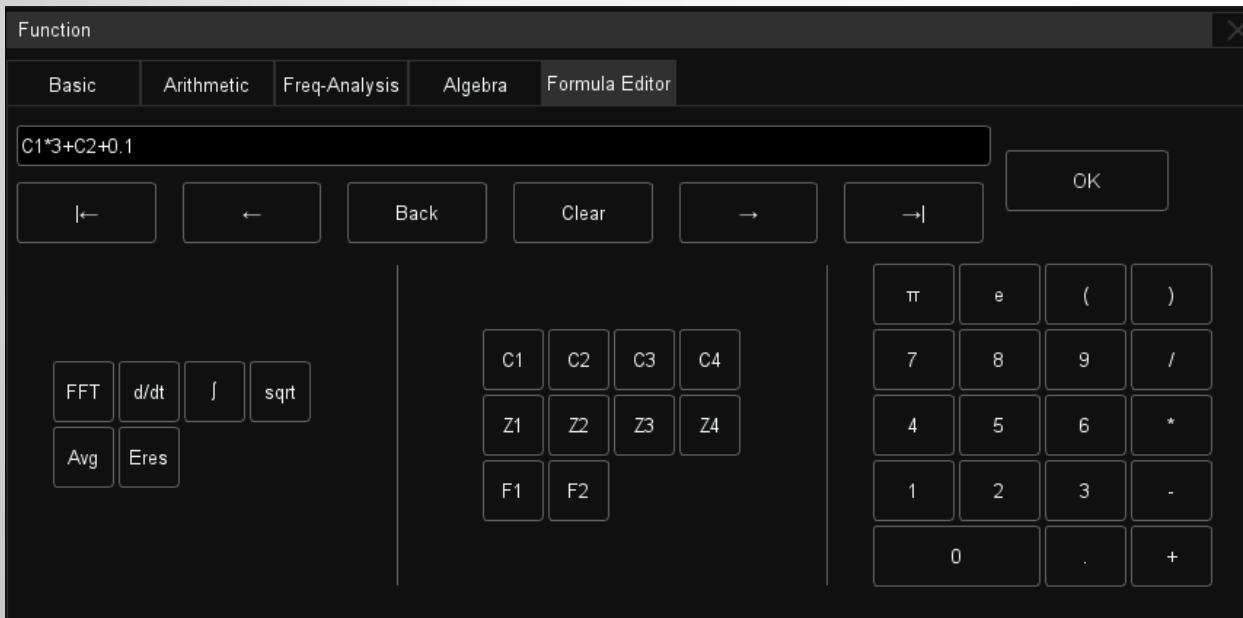 Function
Basic Arithmetic Freq-Analysis Algebra Formula Editor
C1*3+C2+0.1
OK
|← ← Back Clear → →|
π e ( )
C1 C2 C3 C4
7 8 9 /
FFT d/dt ∫ sqrt
Z1 Z2 Z3 Z4
4 5 6 *
Avg Eres
F1 F2
1 2 3 -
0 . +